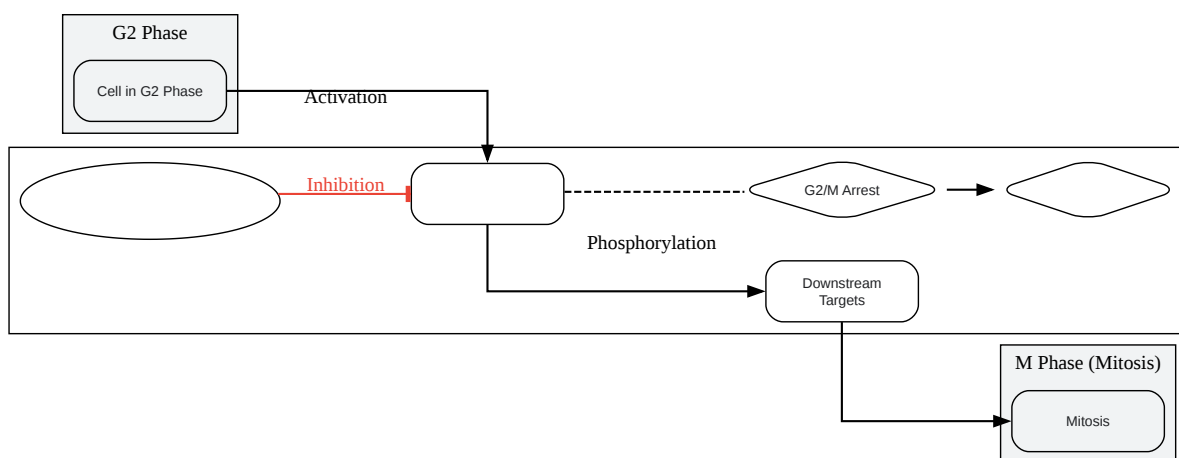 G2 Phase
Cell in G2 Phase
Activation
Inhibition
G2/M Arrest
Phosphorylation
Downstream
Targets
M Phase (Mitosis)
Mitosis